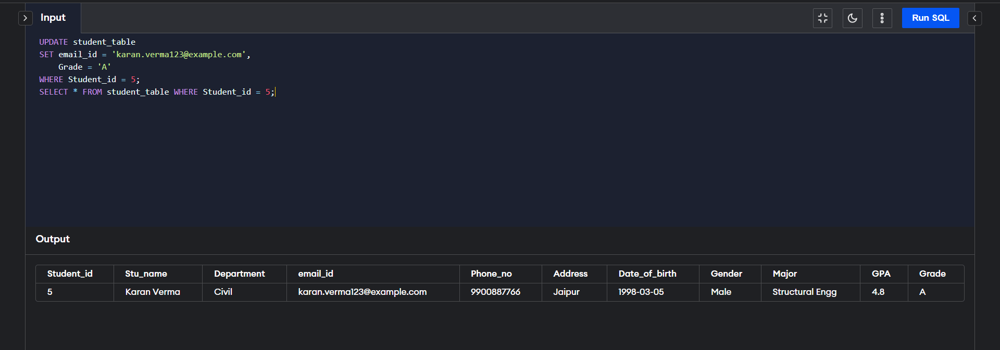 Input
Run SQL
UPDATE student_table
SET email_id = 'karan.verma123@example.com',
    Grade = 'A'
WHERE Student_id = 5;
SELECT * FROM student_table WHERE Student_id = 5;
Output
Student_id Stu_name Department email_id Phone_no Address Date_of_birth Gender Major GPA Grade
5 Karan Verma Civil karan.verma123@example.com 9900887766 Jaipur 1998-03-05 Male Structural Engg 4.8 A